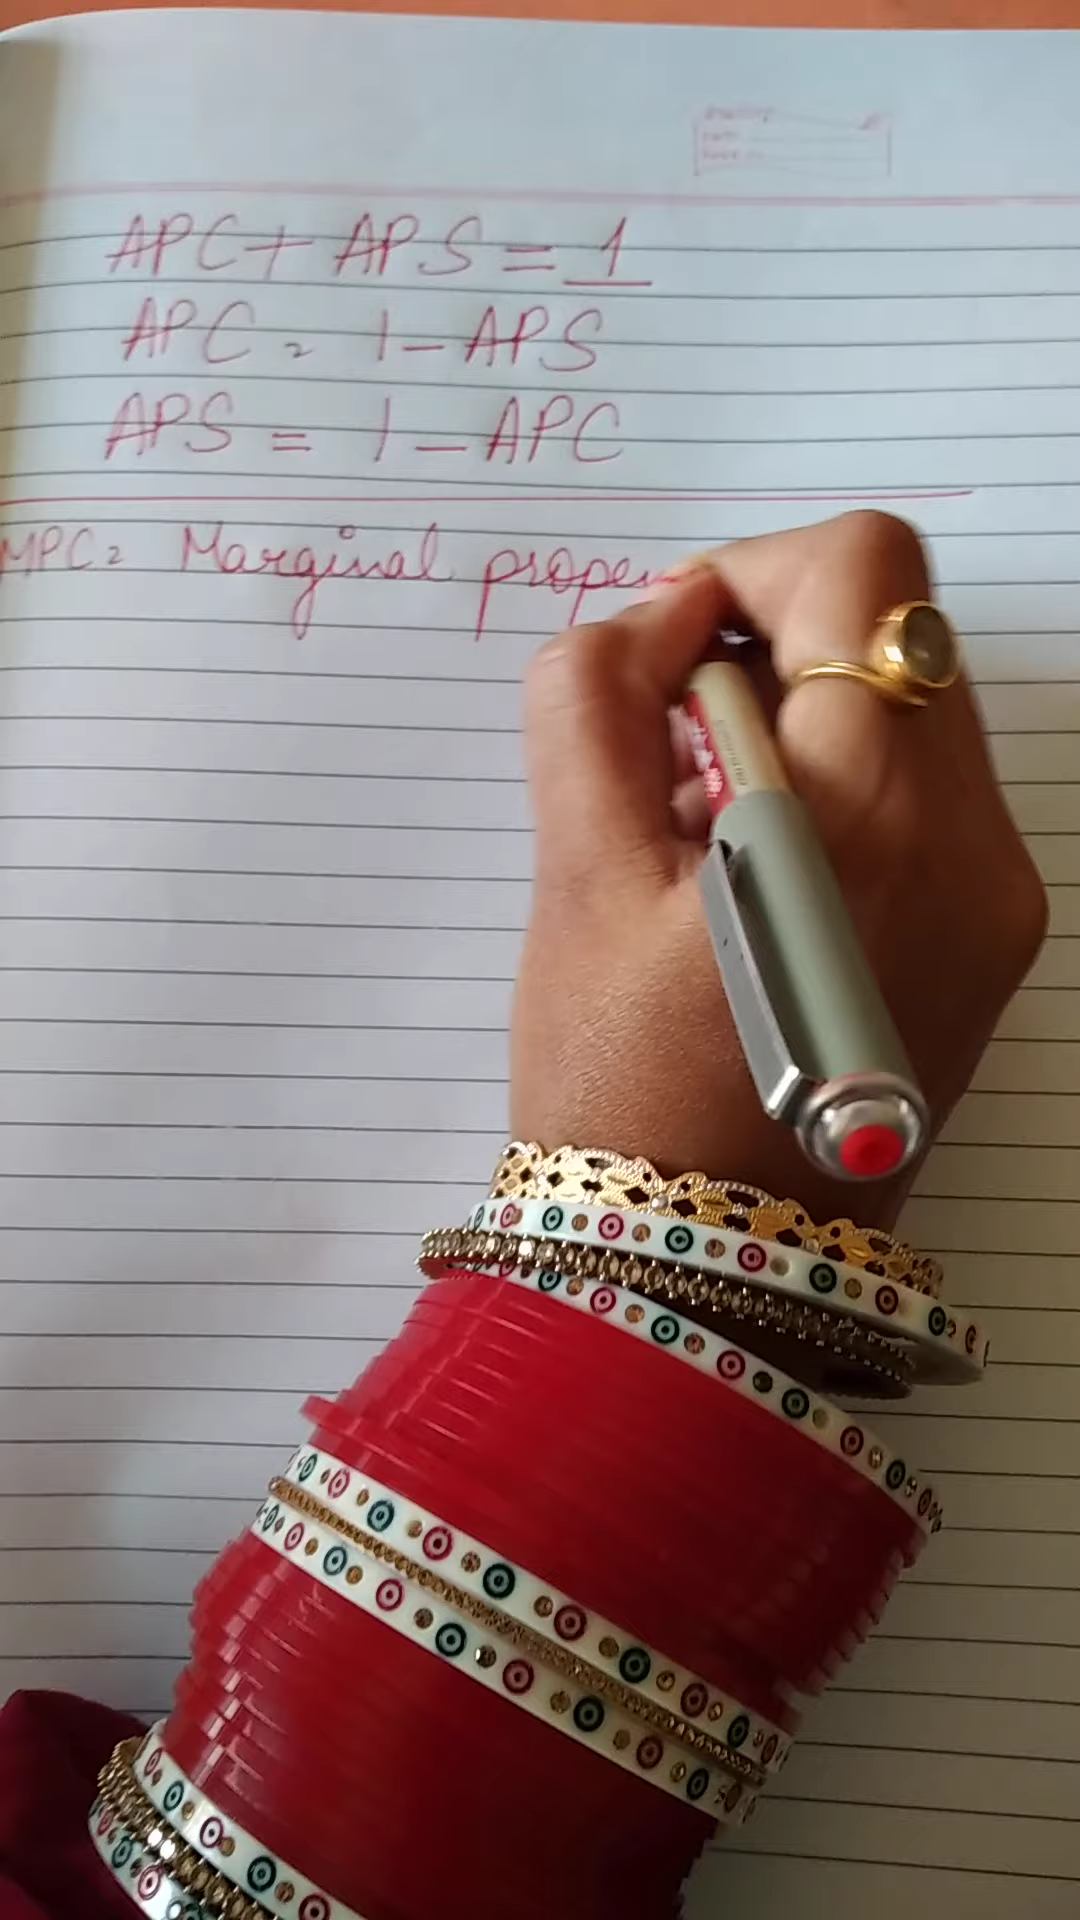 APC + APS = 1
APC = 1 - APS
APS = 1 - APC
MPC = Marginal propen